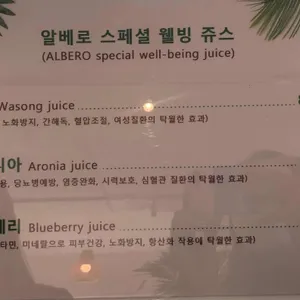 알베로 스페셜 웰빙 쥬스
(ALBERO special well-being juice)
Wasong juice
노화방지, 간해독, 혈압조절, 여성질환의 탁월한 효과)
아 Aronia juice
용, 당뇨병예방, 염증완화, 시력보호, 심혈관 질환의 탁월한 효과)
베리 Blueberry juice
타면, 미네랄으로 피부건강, 노화방지, 항산화 작용에 탁월한 효과)